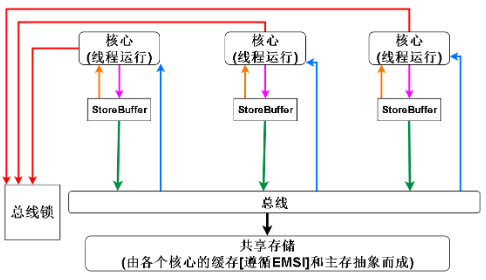 核心
(线程运行)
核心
(线程运行)
核心
(线程运行)
StoreBuffer
StoreBuffer
StoreBuffer
总线锁
总线
共享存储
(由各个核心的缓存[遵循EMSI]和主存抽象而成)